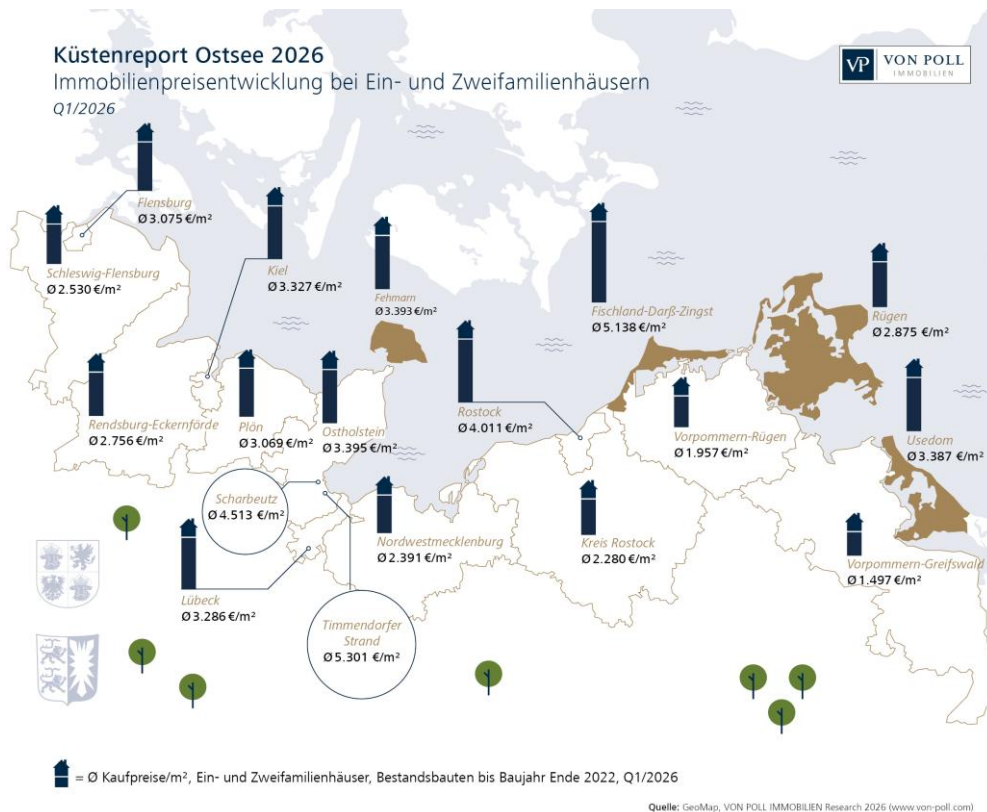 Küstenreport Ostsee 2026
Immobilienpreisentwicklung bei Ein- und Zweifamilienhäusern
Q1/2026
VP VON POLL
IMMOBILIEN
Flensburg
Ø 3.075 €/m²
Schleswig-Flensburg
Ø 2.530 €/m²
Kiel
Ø 3.327 €/m²
Fehmarn
Ø 3.393 €/m²
Fischland-Darß-Zingst
Ø 5.138 €/m²
Rügen
Ø 2.875 €/m²
Rendsburg-Eckernförde
Ø 2.756 €/m²
Plön
Ø 3.069 €/m²
Ostholstein
Ø 3.395 €/m²
Rostock
Ø 4.011 €/m²
Vorpommern-Rügen
Ø 1.957 €/m²
Usedom
Ø 3.387 €/m²
Scharbeutz
Ø 4.513 €/m²
Nordwestmecklenburg
Ø 2.391 €/m²
Kreis Rostock
Ø 2.280 €/m²
Vorpommern-Greifswald
Ø 1.497 €/m²
Lübeck
Ø 3.286 €/m²
Timmendorfer
Strand
Ø 5.301 €/m²
= Ø Kaufpreise/m², Ein- und Zweifamilienhäuser, Bestandsbauten bis Baujahr Ende 2022, Q1/2026
Quelle: GeoMap, VON POLL IMMOBILIEN Research 2026 (www.von-poll.com)